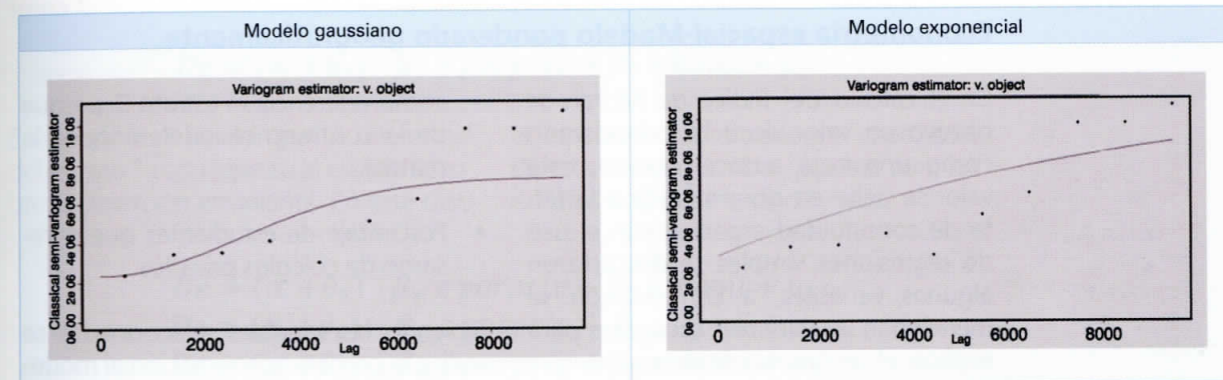 Modelo gaussiano
Variogram estimator: v. object
Classical semi-variogram estimator
0e 00 2e 06 4e 06 6e 06 8e 06 1e 06
0 2000 4000 6000 8000
Lag
Modelo exponencial
Variogram estimator: v. object
Classical semi-variogram estimator
0e 00 2e 06 4e 06 6e 06 8e 06 1e 06
0 2000 4000 6000 8000
Lag